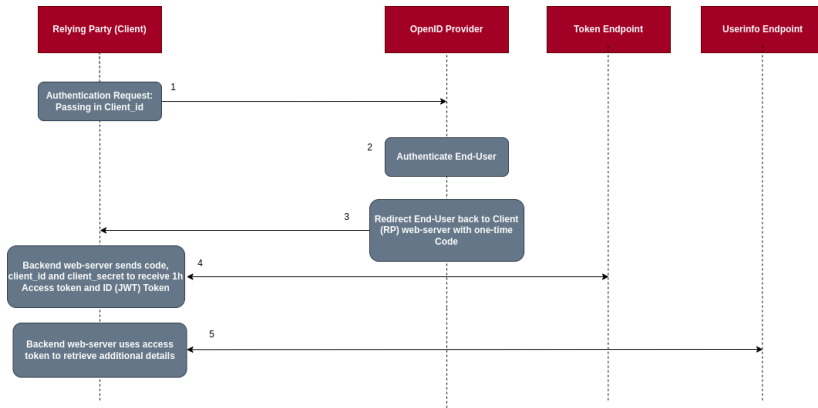 Relying Party (Client)
OpenID Provider
Token Endpoint
Userinfo Endpoint
1
Authentication Request:
Passing in Client_id
2
Authenticate End-User
3
Redirect End-User back to Client
(RP) web-server with one-time
Code
4
Backend web-server sends code,
client_id and client_secret to receive 1h
Access token and ID (JWT) Token
5
Backend web-server uses access
token to retrieve additional details